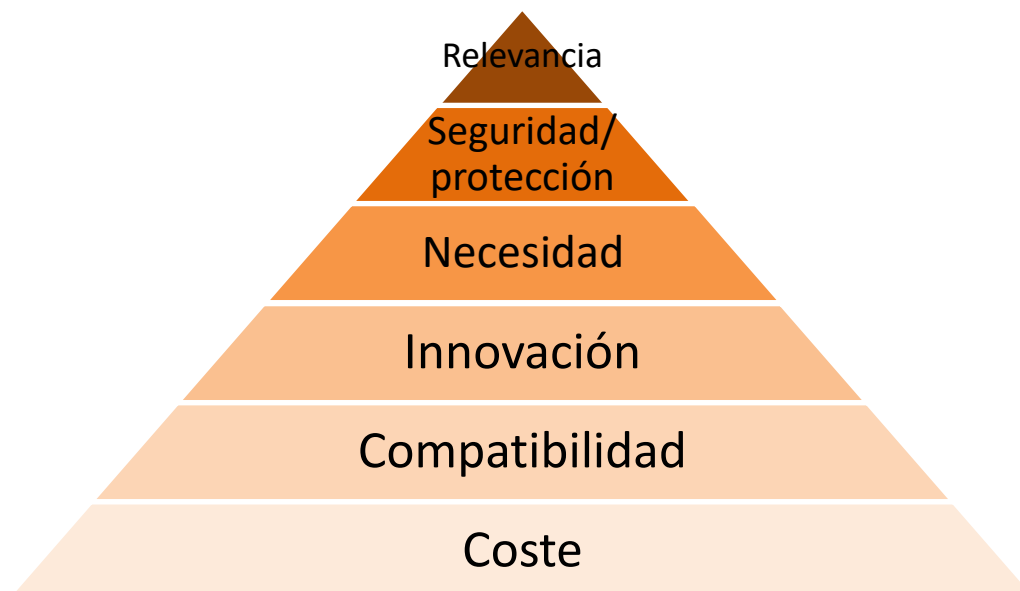 Relevancia
Seguridad/
protección
Necesidad
Innovación
Compatibilidad
Coste